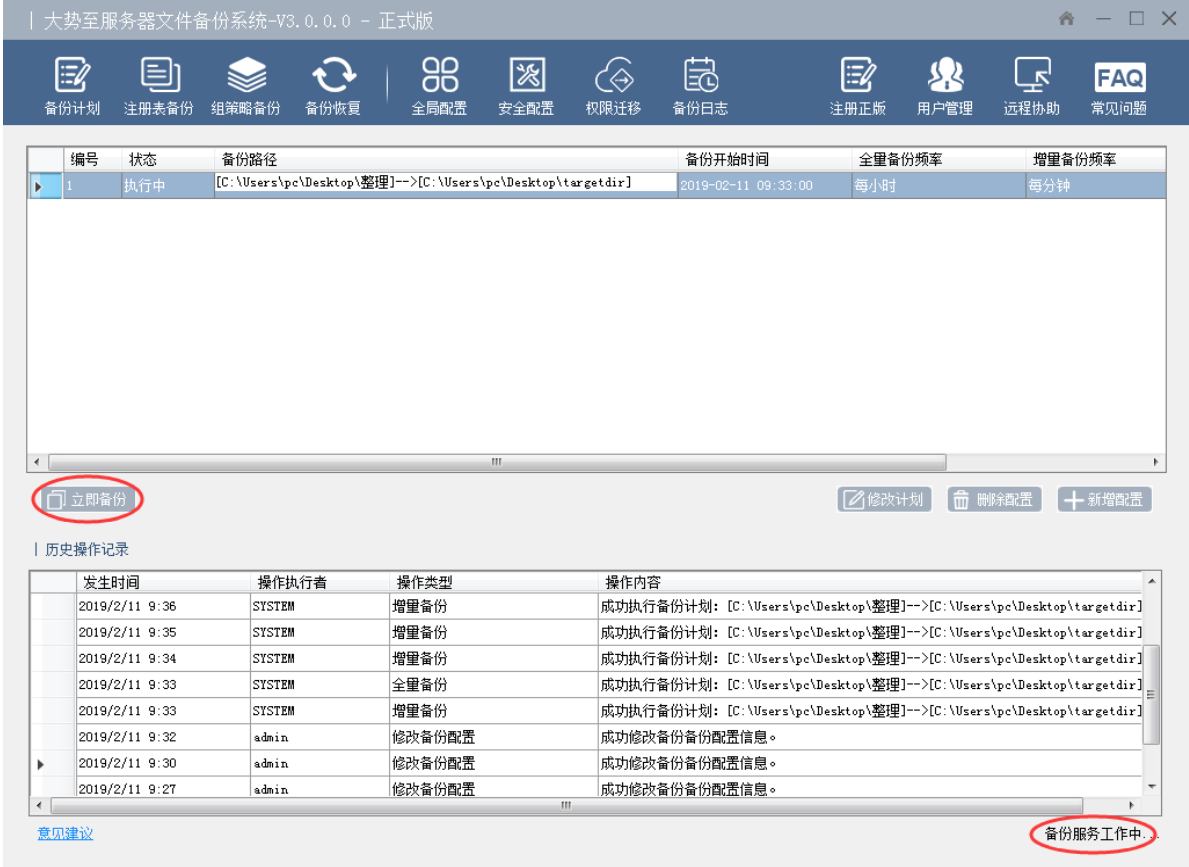 大势至服务器文件备份系统-V3.0.0.0 - 正式版
备份计划 注册表备份 组策略备份 备份恢复 全局配置 安全配置 权限迁移 备份日志 注册正版 用户管理 远程协助 FAQ 常见问题
编号 状态 备份路径 备份开始时间 全量备份频率 增量备份频率
1 执行中 [C:\Users\pc\Desktop\整理]-->[C:\Users\pc\Desktop\targetdir] 2019-02-11 09:33:00 每小时 每分钟
立即备份 修改计划 删除配置 新增配置
历史操作记录
发生时间 操作执行者 操作类型 操作内容
2019/2/11 9:36 SYSTEM 增量备份 成功执行备份计划: [C:\Users\pc\Desktop\整理]-->[C:\Users\pc\Desktop\targetdir]
2019/2/11 9:35 SYSTEM 增量备份 成功执行备份计划: [C:\Users\pc\Desktop\整理]-->[C:\Users\pc\Desktop\targetdir]
2019/2/11 9:34 SYSTEM 增量备份 成功执行备份计划: [C:\Users\pc\Desktop\整理]-->[C:\Users\pc\Desktop\targetdir]
2019/2/11 9:33 SYSTEM 全量备份 成功执行备份计划: [C:\Users\pc\Desktop\整理]-->[C:\Users\pc\Desktop\targetdir]
2019/2/11 9:33 SYSTEM 增量备份 成功执行备份计划: [C:\Users\pc\Desktop\整理]-->[C:\Users\pc\Desktop\targetdir]
2019/2/11 9:32 admin 修改备份配置 成功修改备份备份配置信息。
2019/2/11 9:30 admin 修改备份配置 成功修改备份备份配置信息。
2019/2/11 9:27 admin 修改备份配置 成功修改备份备份配置信息。
意见建议 备份服务工作中...